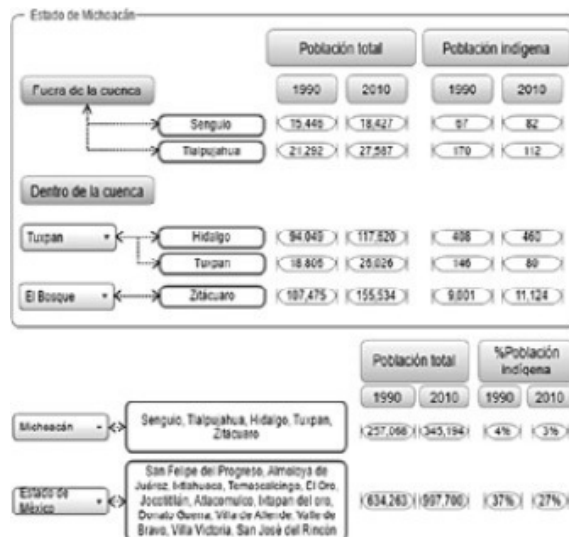 Estado de Michoacán
Población total Población indígena
Fuera de la cuenca 1990 2010 1990 2010
Senguio 15,446 18,427 67 82
Tlalpujahua 21,292 27,587 170 112
Dentro de la cuenca
Tuxpan Hidalgo 94,049 117,620 408 460
Tuxpan 18,806 26,026 146 80
El Bosque Zitácuaro 107,475 155,534 9,001 11,124
Población total %Población
indígena
1990 2010 1990 2010
Michoacán Senguio, Tlalpujahua, Hidalgo, Tuxpan,
Zitácuaro 257,068 345,194 4% 3%
San Felipe del Progreso, Almoloya de
Juárez, Ixtlahuaca, Temascalcingo, El Oro,
Estado de
México Jocotitlán, Atlacomulco, Ixtapan del oro, 634,263 997,700 37% 27%
Donato Guerra, Villa de Allende, Valle de
Bravo, Villa Victoria, San José del Rincón